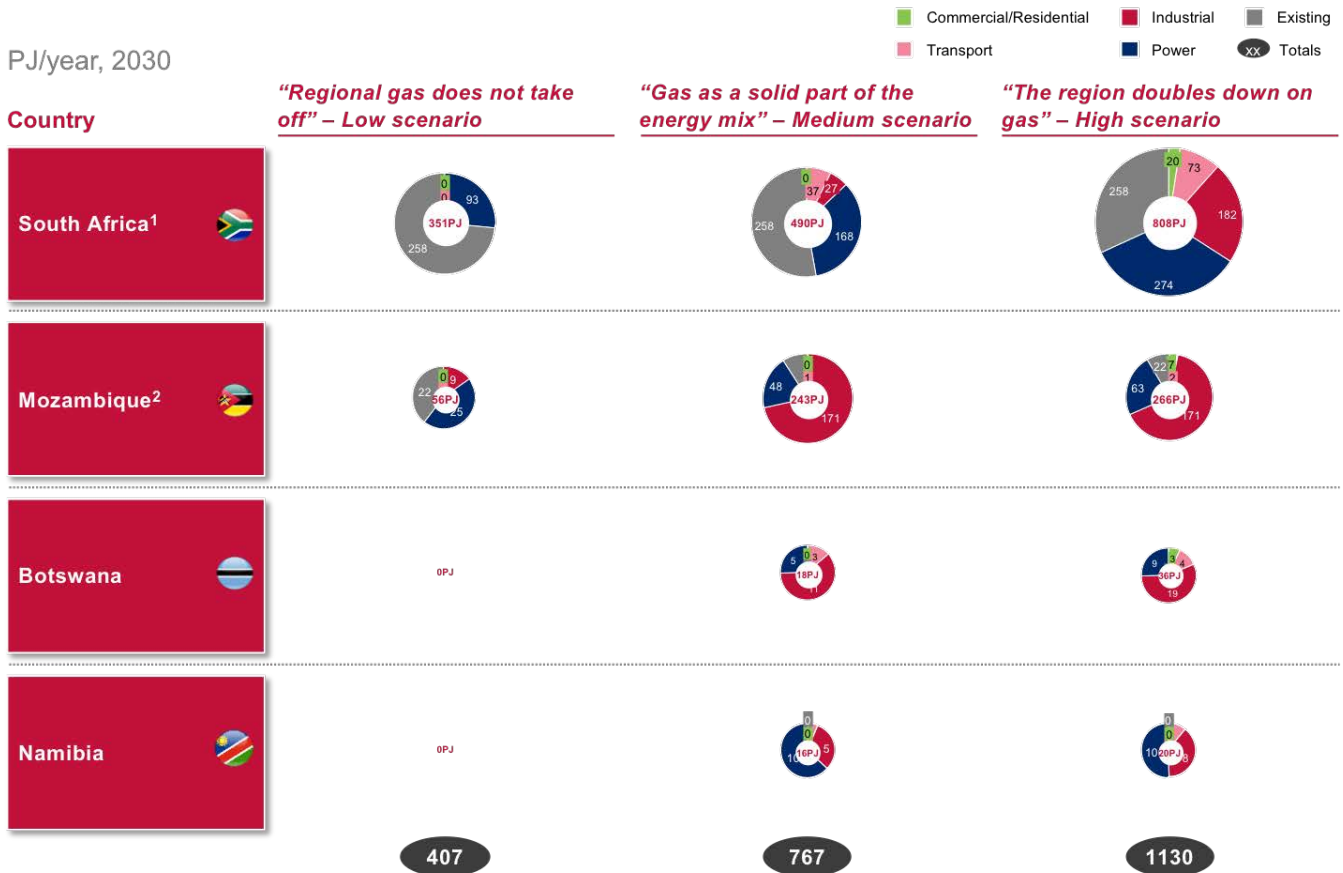 Commercial/Residential
Industrial
Existing
Transport
Power
xx Totals
PJ/year, 2030
Country
“Regional gas does not take
off” – Low scenario
“Gas as a solid part of the
energy mix” – Medium scenario
“The region doubles down on
gas” – High scenario
South Africa1
0
0
93
351PJ
258
0
37
27
258
490PJ
168
20
73
258
182
808PJ
274
Mozambique2
0
9
22
56PJ
25
0
1
48
243PJ
171
22
7
2
63
266PJ
171
Botswana
0PJ
5
0
3
18PJ
11
3
4
9
36PJ
19
Namibia
0PJ
0
0
5
10
16PJ
0
0
10
20PJ
8
407
767
1130